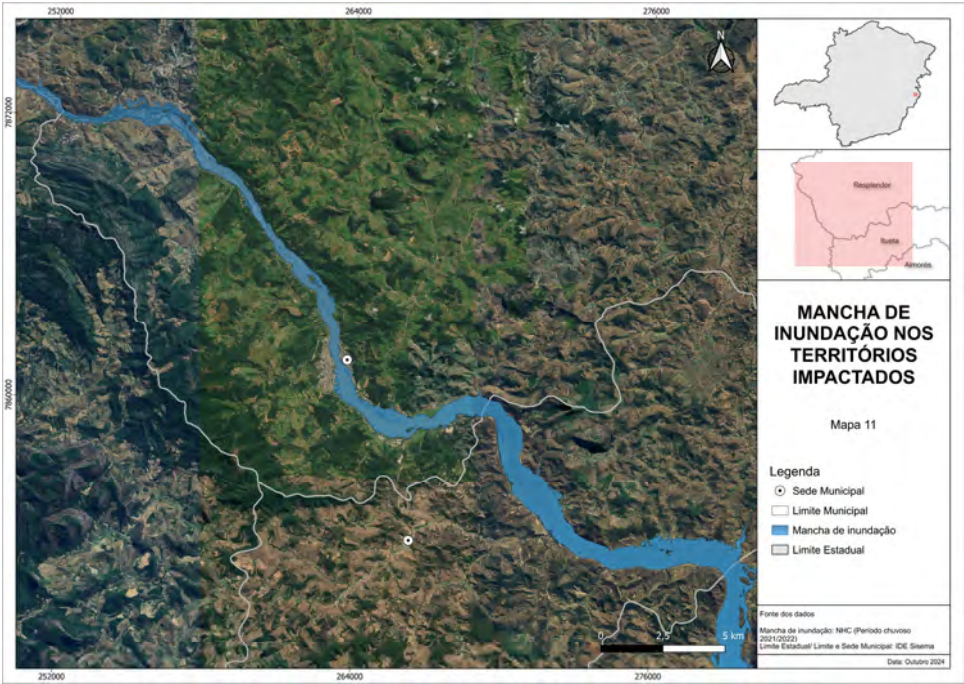 252000
264000
276000
N
7872000
7860000
0
2,5
5 km
252000
264000
276000
Resplendor
Itueta
Aimorés
MANCHA DE
INUNDAÇÃO NOS
TERRITÓRIOS
IMPACTADOS
Mapa 11
Legenda
Sede Municipal
Limite Municipal
Mancha de inundação
Limite Estadual
Fonte dos dados
Mancha de inundação: NHC (Período chuvoso
2021/2022)
Limite Estadual/ Limite e Sede Municipal: IDE Sisema
Data: Outubro 2024